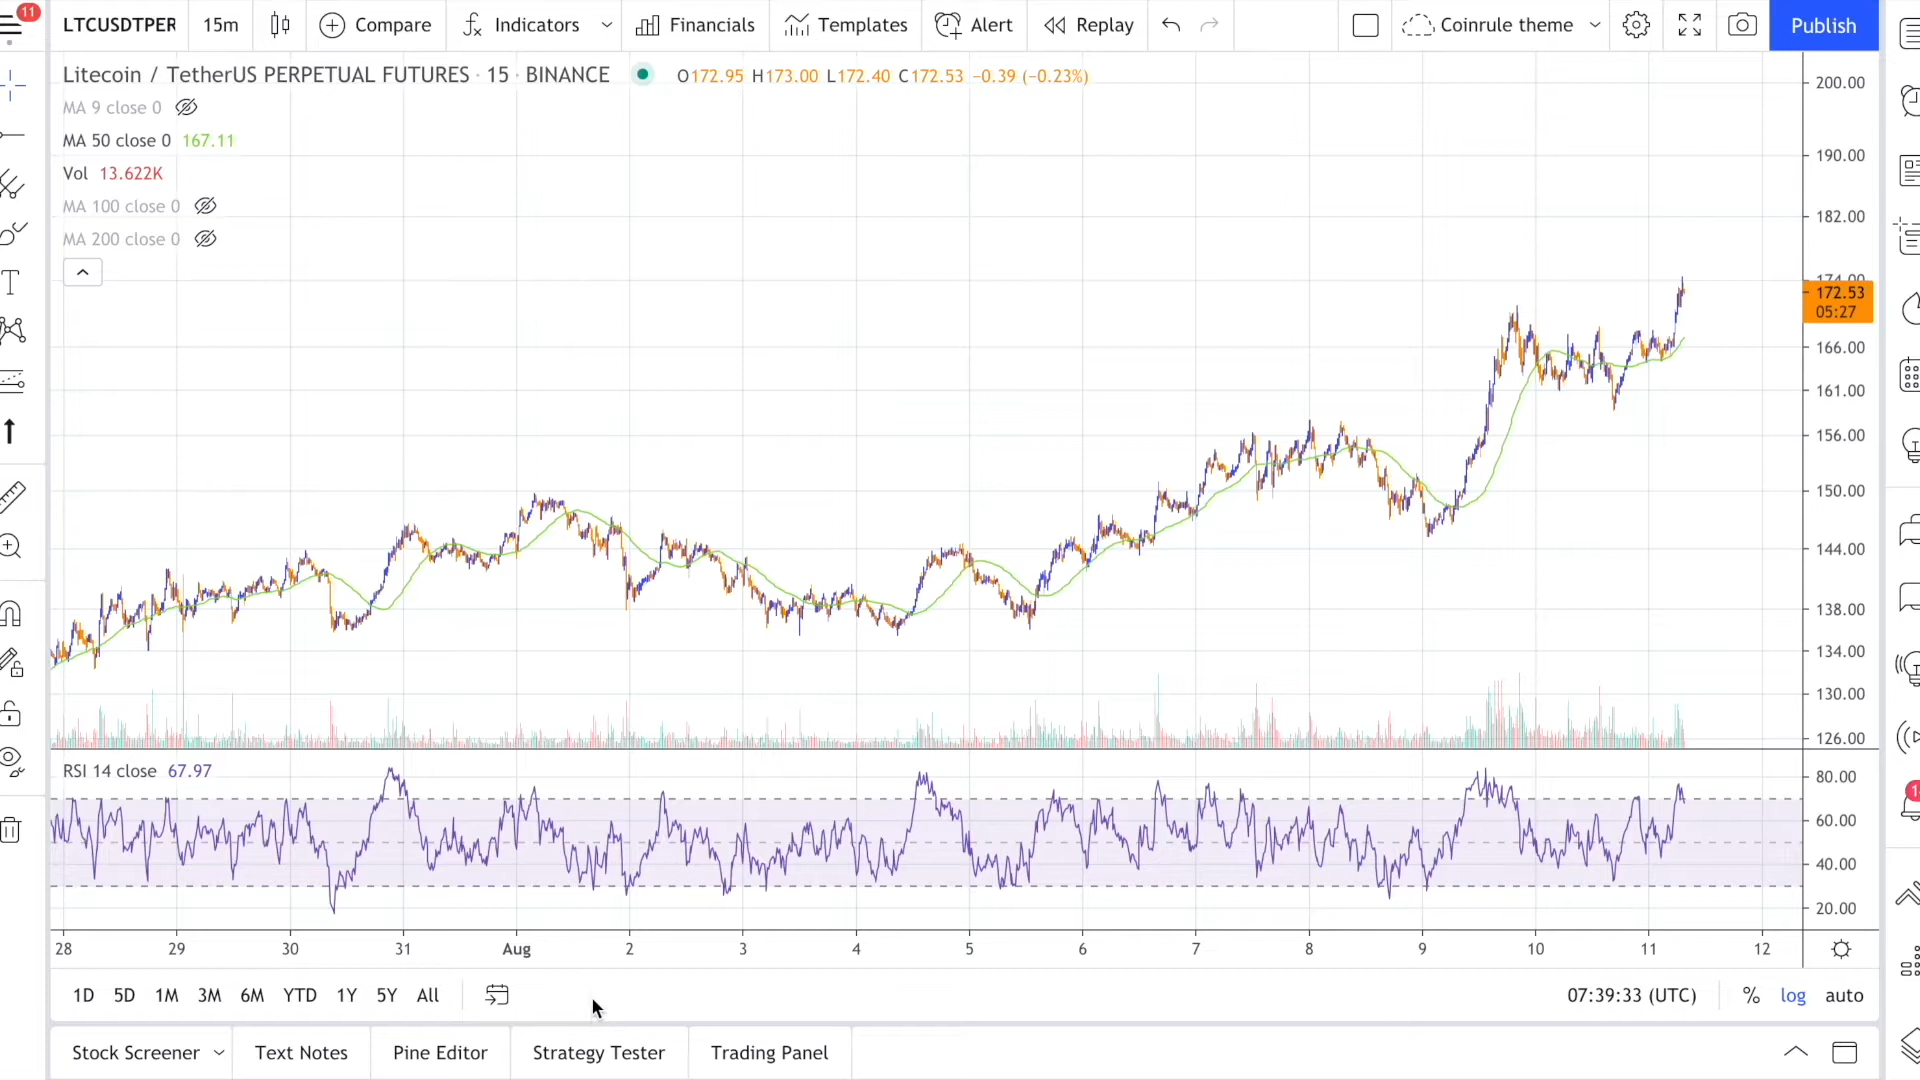 11
LTCUSDTPER 15m Compare Indicators Financials Templates Alert Replay Coinrule theme Publish
Litecoin / TetherUS PERPETUAL FUTURES · 15 · BINANCE O172.95 H173.00 L172.40 C172.53 −0.39 (−0.23%)
MA 9 close 0
MA 50 close 0 167.11
Vol 13.622K
MA 100 close 0
MA 200 close 0
200.00
190.00
182.00
174.00
172.53
05:27
166.00
161.00
156.00
150.00
144.00
138.00
134.00
130.00
126.00
RSI 14 close 67.97
80.00
60.00
40.00
20.00
28 29 30 31 Aug 2 3 4 5 6 7 8 9 10 11 12
1D 5D 1M 3M 6M YTD 1Y 5Y All 07:39:33 (UTC) % log auto
Stock Screener Text Notes Pine Editor Strategy Tester Trading Panel